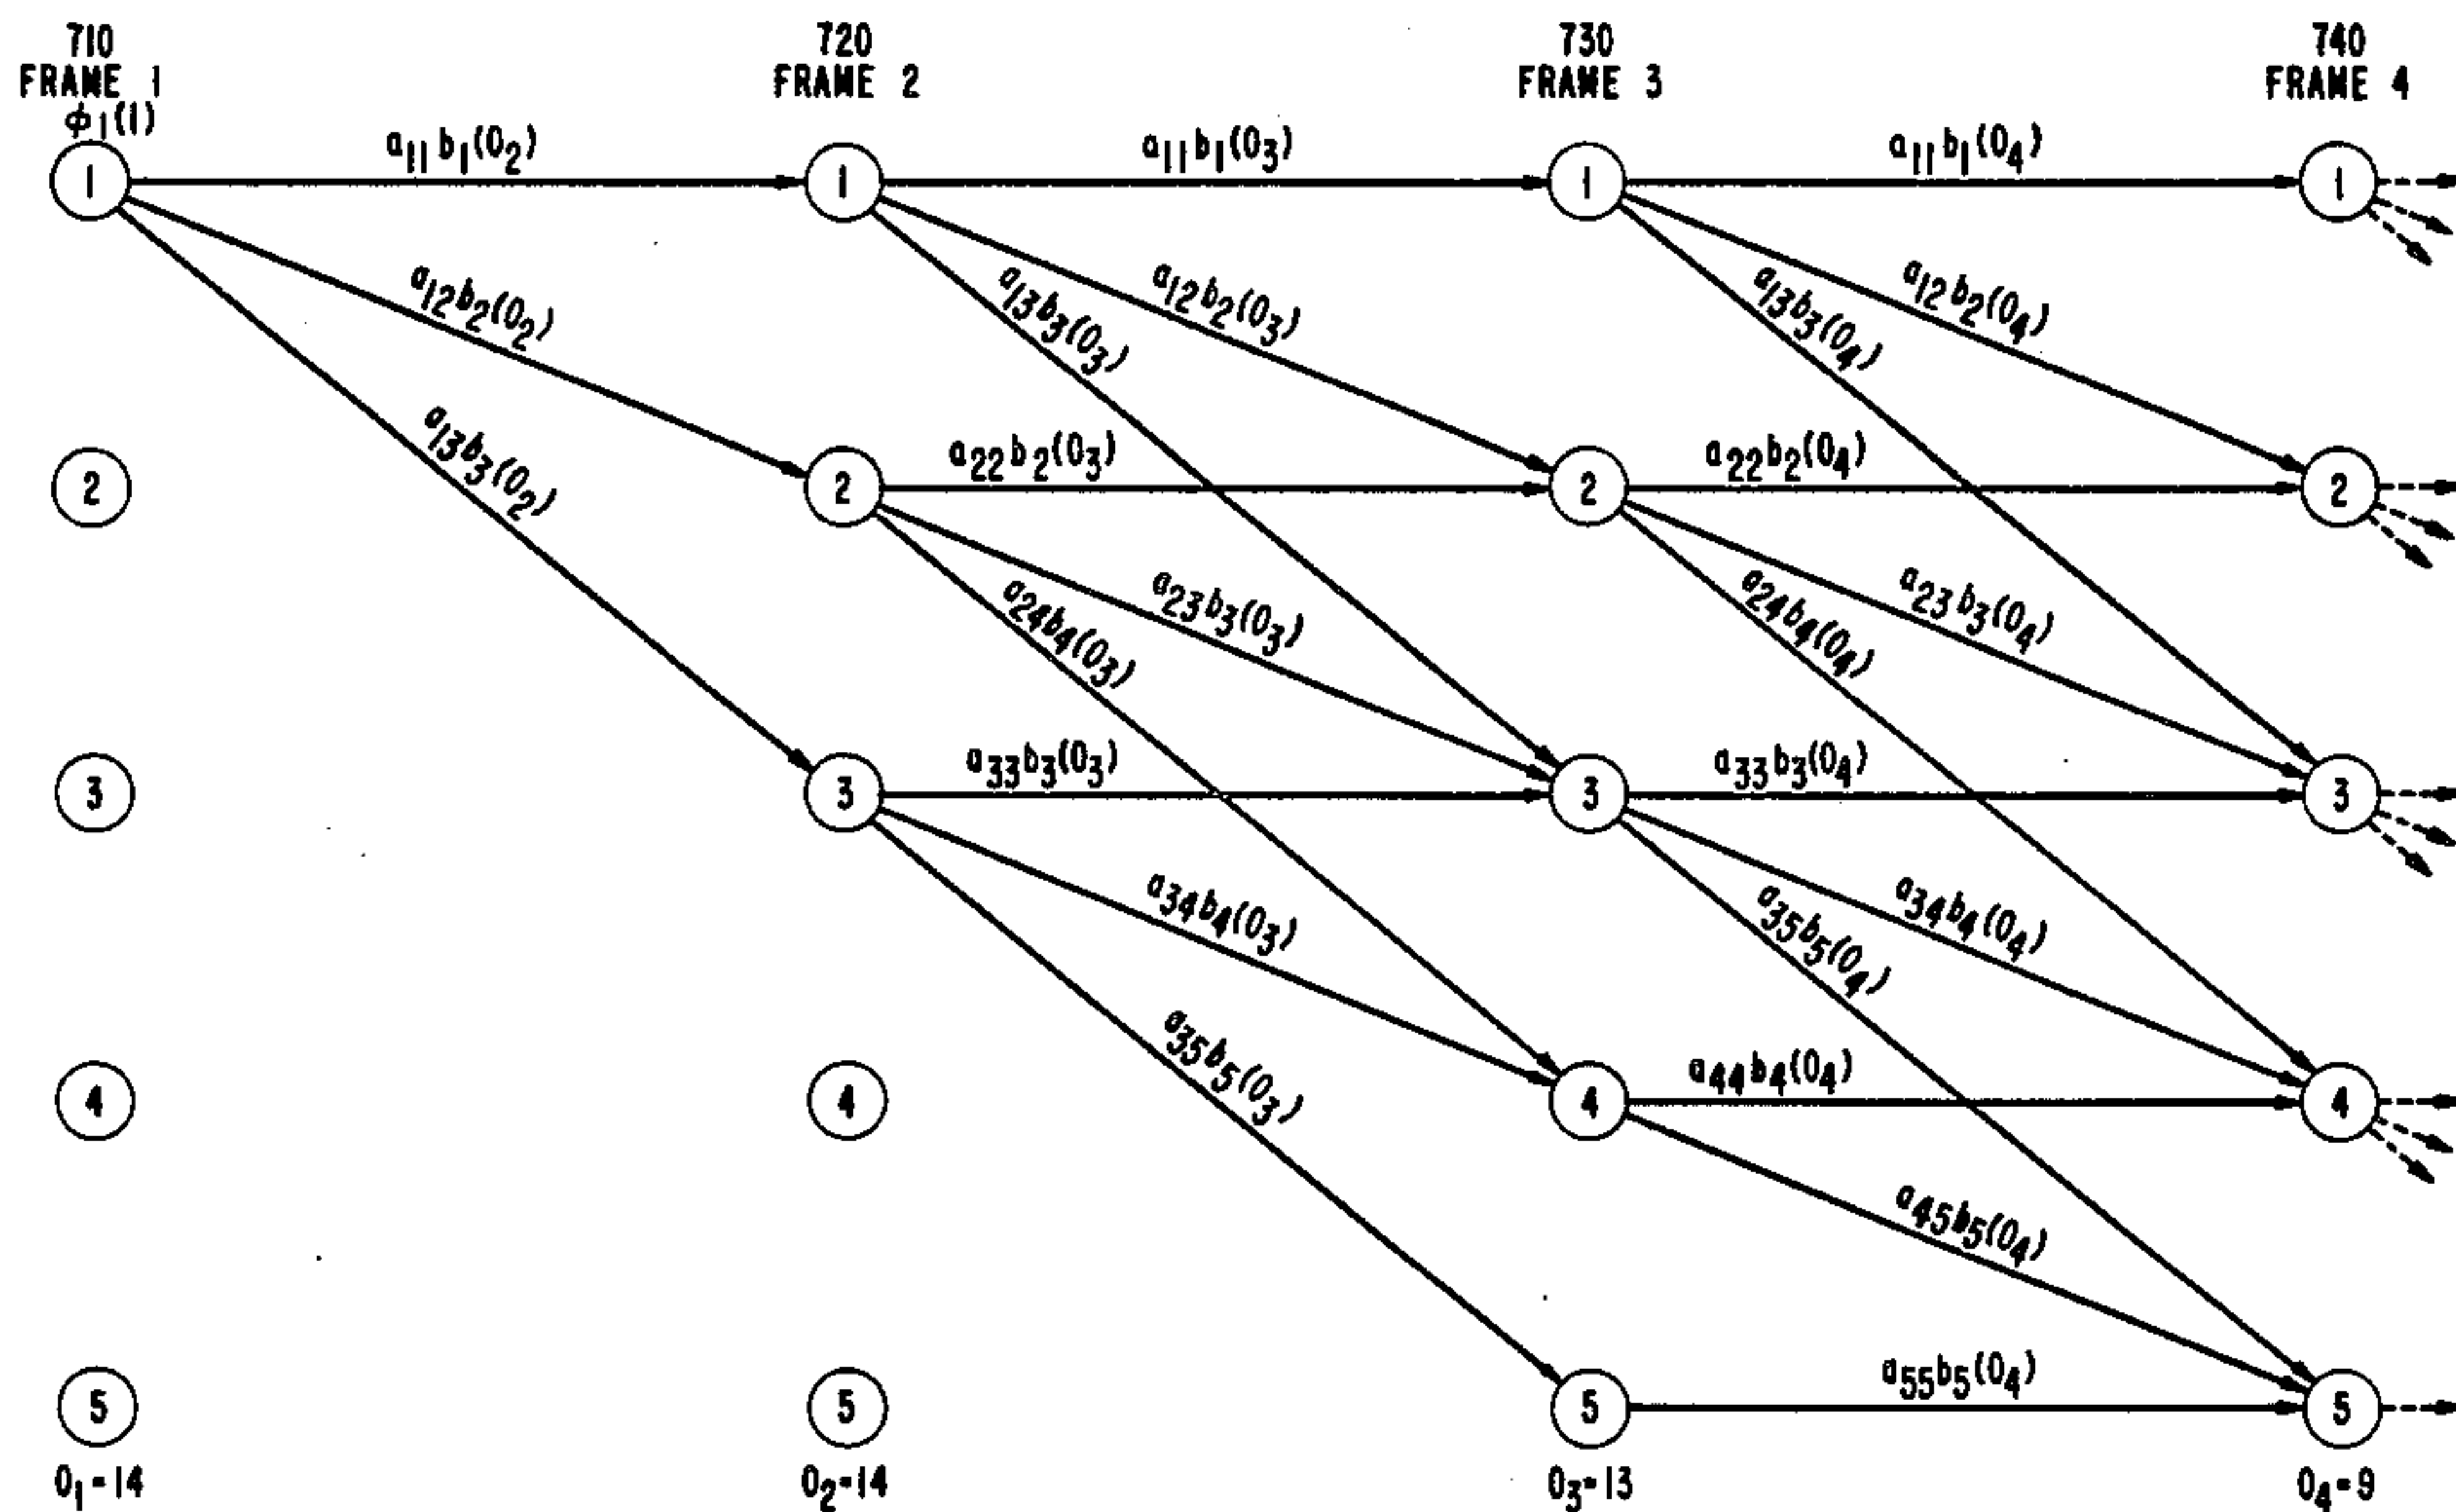 710 720 730 740
FRAME 1 FRAME 2 FRAME 3 FRAME 4
ϕ1(1)
a11b1(O2) a11b1(O3) a11b1(O4)
1 1 1 1
a12b2(O2) a13b3(O3) a12b2(O3) a13b3(O4) a12b2(O4)
a13b3(O2) a22b2(O3) a22b2(O4)
2 2 2 2
a24b4(O3) a23b3(O3) a24b4(O4) a23b3(O4)
a33b3(O3) a33b3(O4)
3 3 3 3
a34b4(O3) a35b5(O4) a34b4(O4)
a35b5(O3) a44b4(O4)
4 4 4 4
a45b5(O4)
a55b5(O4)
5 5 5 5
O1=14 O2=14 O3=13 O4=9